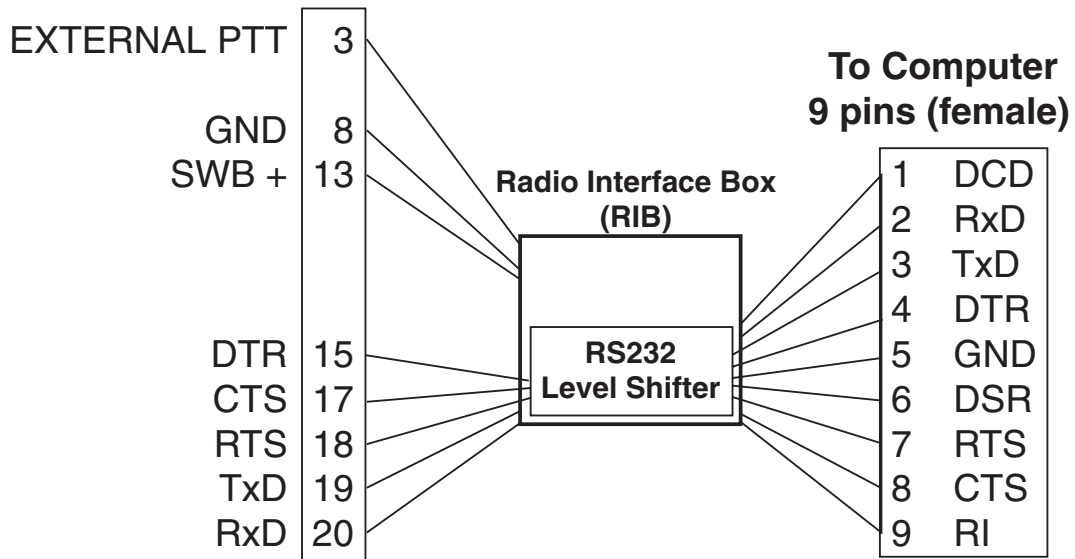 EXTERNAL PTT 3
GND 8
SWB + 13
DTR 15
CTS 17
RTS 18
TxD 19
RxD 20
Radio Interface Box
(RIB)
RS232
Level Shifter
To Computer
9 pins (female)
1 DCD
2 RxD
3 TxD
4 DTR
5 GND
6 DSR
7 RTS
8 CTS
9 RI